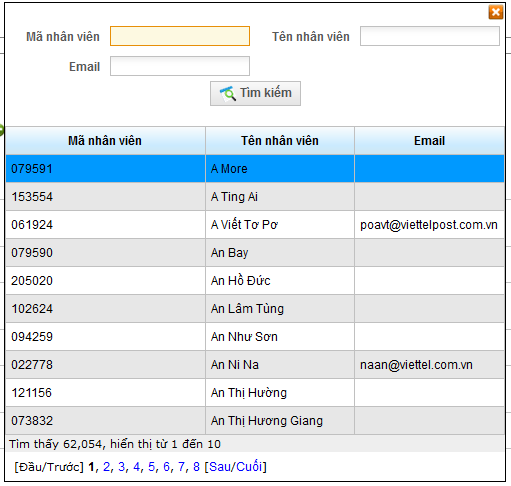 Mã nhân viên Tên nhân viên
Email
Tìm kiếm
Mã nhân viên Tên nhân viên Email
079591 A More
153554 A Ting Ai
061924 A Viết Tơ Pơ poavt@viettelpost.com.vn
079590 An Bay
205020 An Hồ Đức
102624 An Lâm Tùng
094259 An Như Sơn
022778 An Ni Na naan@viettel.com.vn
121156 An Thị Hường
073832 An Thị Hương Giang
Tìm thấy 62,054, hiển thị từ 1 đến 10
[Đầu/Trước] 1, 2, 3, 4, 5, 6, 7, 8 [Sau/Cuối]